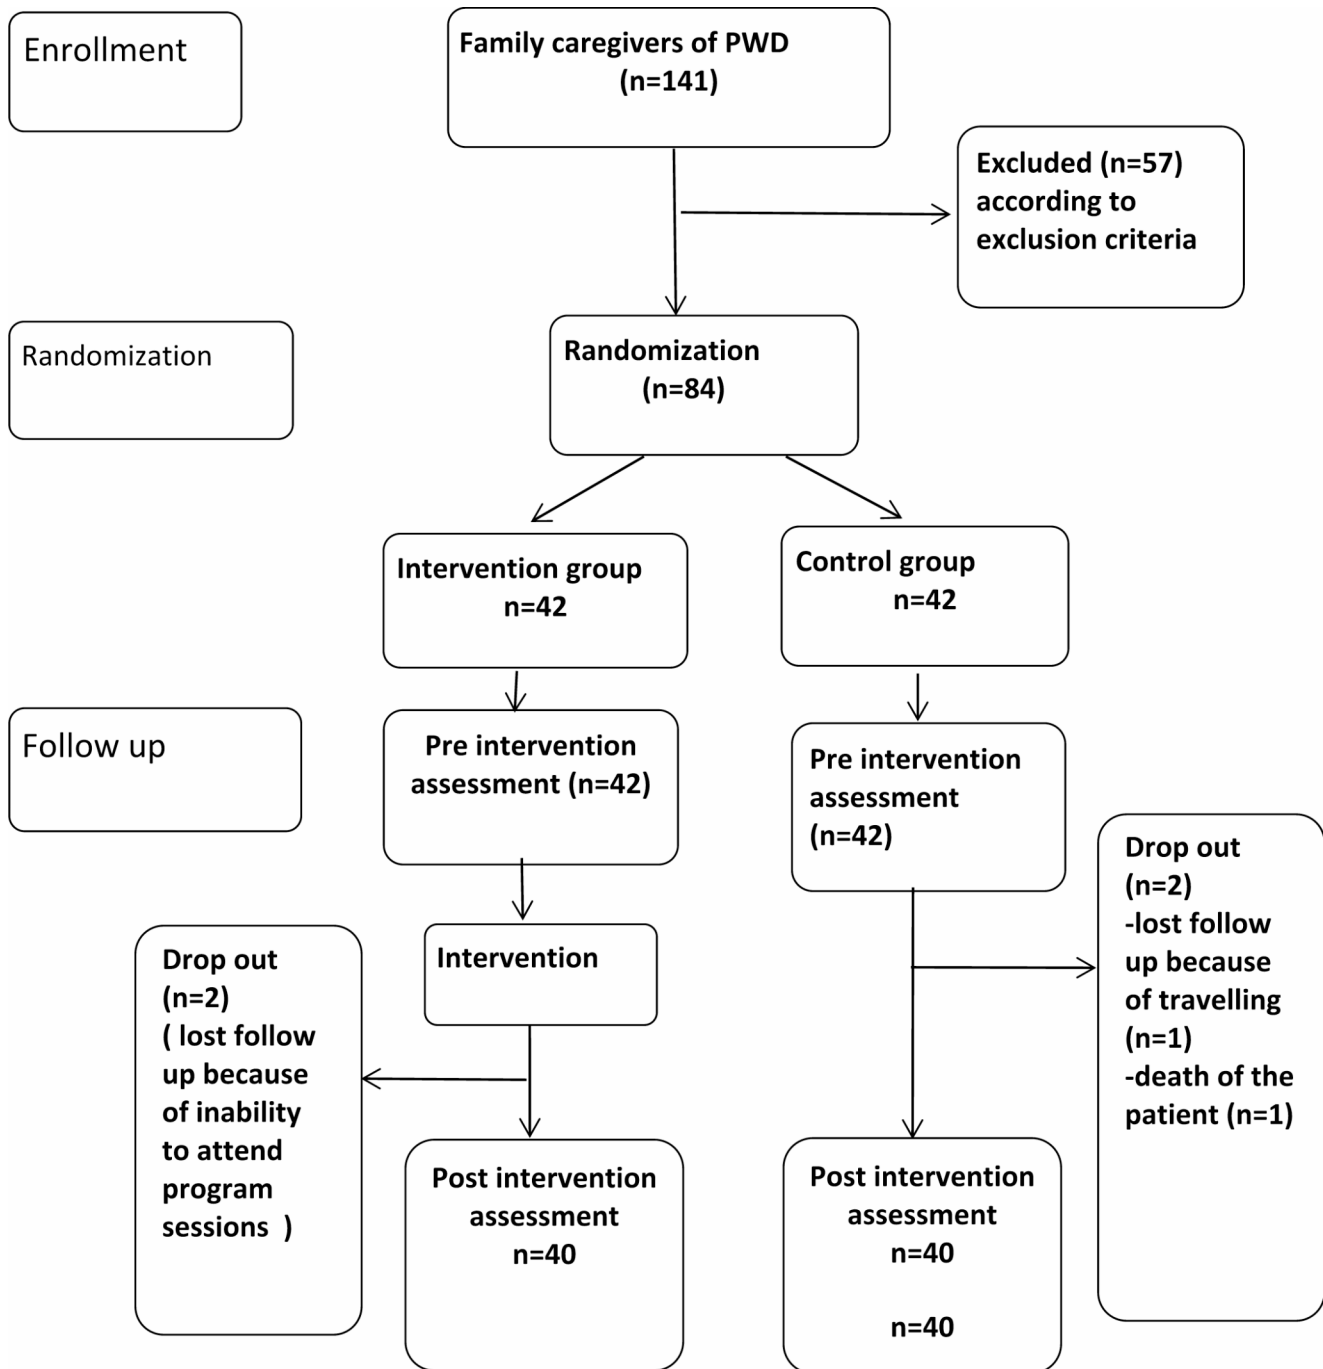 Enrollment
Family caregivers of PWD
(n=141)
Excluded (n=57)
according to
exclusion criteria
Randomization
Randomization
(n=84)
Intervention group
n=42
Control group
n=42
Follow up
Pre intervention
assessment (n=42)
Pre intervention
assessment
(n=42)
Drop out
(n=2)
-lost follow
up because
of travelling
(n=1)
-death of the
patient (n=1)
Intervention
Drop out
(n=2)
( lost follow
up because
of inability
to attend
program
sessions  )
Post intervention
assessment
n=40
Post intervention
assessment
n=40
n=40